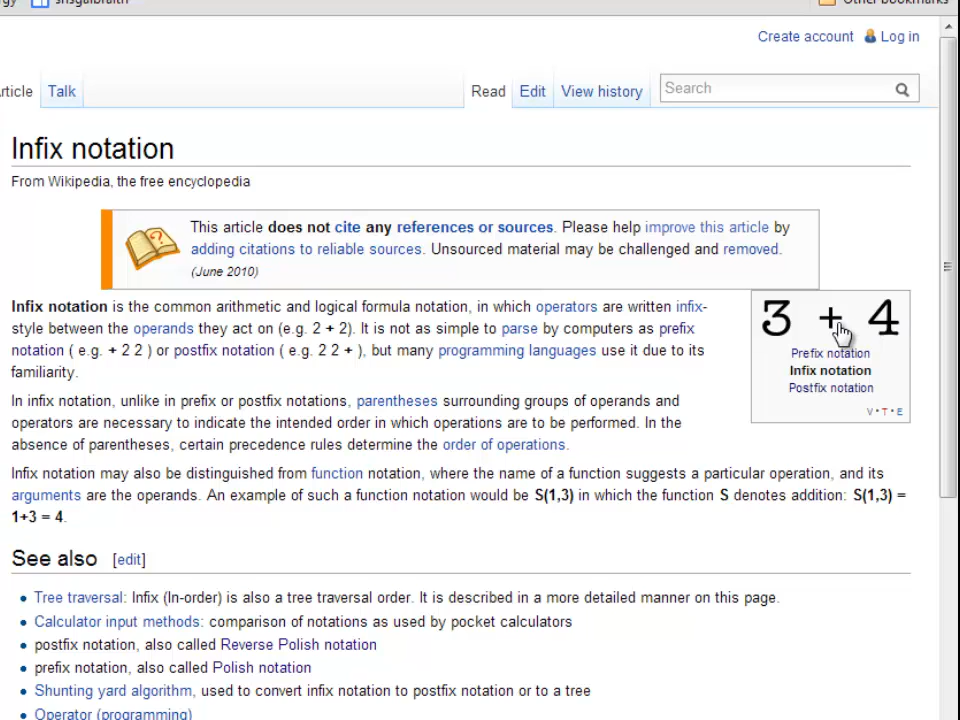 gy shsgalbraith Other bookmarks
Create account Log in
rticle Talk Read Edit View history Search
Infix notation
From Wikipedia, the free encyclopedia
This article does not cite any references or sources. Please help improve this article by
adding citations to reliable sources. Unsourced material may be challenged and removed.
(June 2010)
Infix notation is the common arithmetic and logical formula notation, in which operators are written infix-
style between the operands they act on (e.g. 2 + 2). It is not as simple to parse by computers as prefix
notation ( e.g. + 2 2 ) or postfix notation ( e.g. 2 2 + ), but many programming languages use it due to its
familiarity.
3 + 4
Prefix notation
Infix notation
Postfix notation
V • T • E
In infix notation, unlike in prefix or postfix notations, parentheses surrounding groups of operands and
operators are necessary to indicate the intended order in which operations are to be performed. In the
absence of parentheses, certain precedence rules determine the order of operations.
Infix notation may also be distinguished from function notation, where the name of a function suggests a particular operation, and its
arguments are the operands. An example of such a function notation would be S(1,3) in which the function S denotes addition: S(1,3) =
1+3 = 4.
See also [edit]
• Tree traversal: Infix (In-order) is also a tree traversal order. It is described in a more detailed manner on this page.
• Calculator input methods: comparison of notations as used by pocket calculators
• postfix notation, also called Reverse Polish notation
• prefix notation, also called Polish notation
• Shunting yard algorithm, used to convert infix notation to postfix notation or to a tree
• Operator (programming)